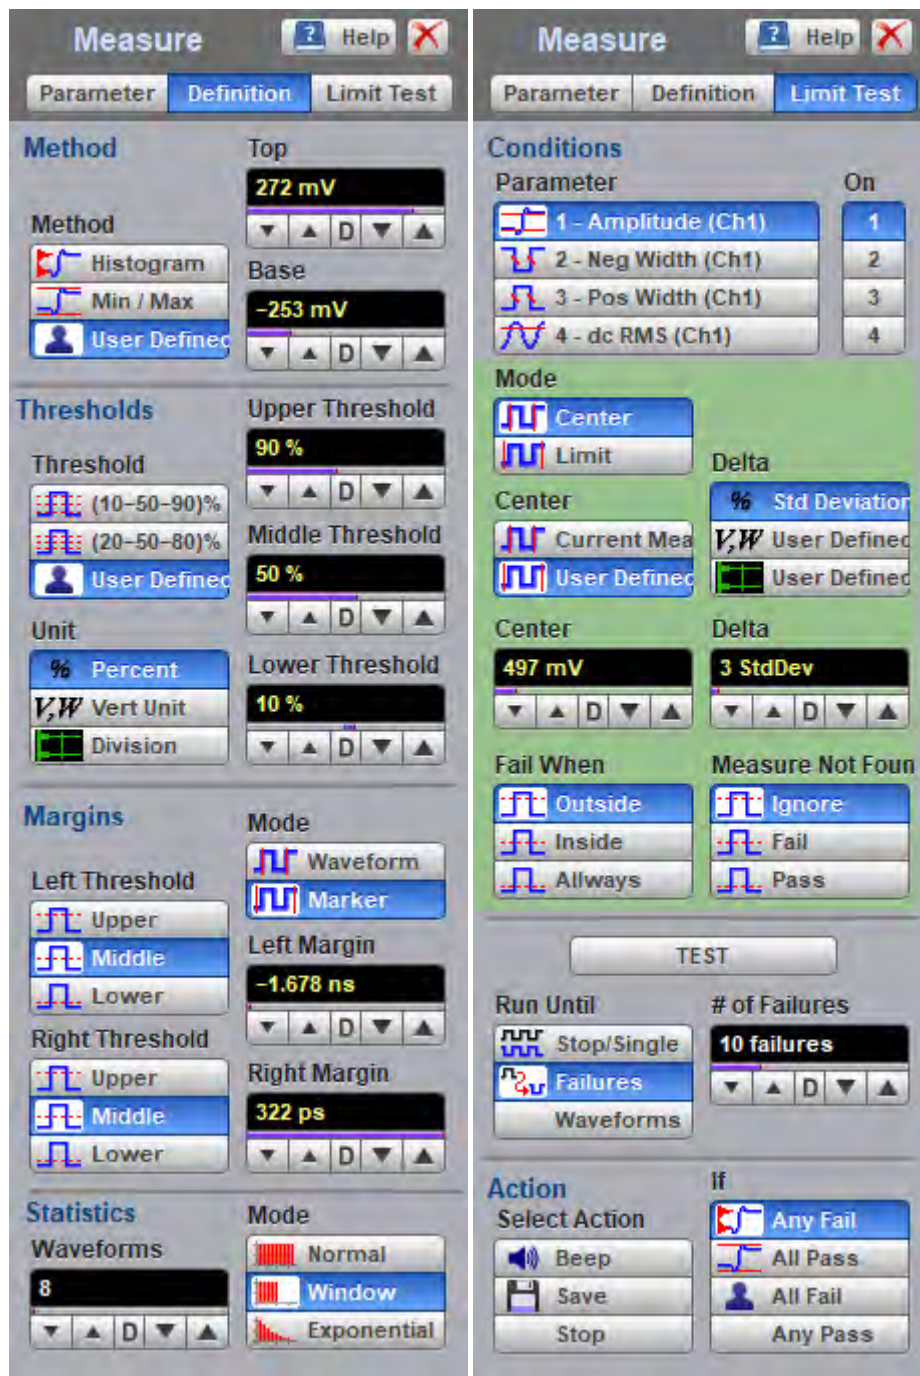 Measure
? Help
Parameter Definition Limit Test
Method
Top
272 mV
D
Method
Histogram
Min / Max
User Defined
Base
-253 mV
D
Thresholds
Upper Threshold
90 %
D
Threshold
(10-50-90)%
(20-50-80)%
User Defined
Middle Threshold
50 %
D
Unit
% Percent
V,W Vert Unit
Division
Lower Threshold
10 %
D
Margins
Mode
Waveform
Marker
Left Threshold
Upper
Middle
Lower
Left Margin
-1.678 ns
D
Right Threshold
Upper
Middle
Lower
Right Margin
322 ps
D
Statistics
Waveforms
8
D
Mode
Normal
Window
Exponential
Measure
? Help
Parameter Definition Limit Test
Conditions
Parameter
1 - Amplitude (Ch1)
2 - Neg Width (Ch1)
3 - Pos Width (Ch1)
4 - dc RMS (Ch1)
On
1
2
3
4
Mode
Center
Limit
Delta
% Std Deviation
V,W User Defined
User Defined
Center
Current Mea
User Defined
Center
497 mV
D
Delta
3 StdDev
D
Fail When
Outside
Inside
Allways
Measure Not Foun
Ignore
Fail
Pass
TEST
Run Until
Stop/Single
Failures
Waveforms
# of Failures
10 failures
D
Action
Select Action
Beep
Save
Stop
If
Any Fail
All Pass
All Fail
Any Pass